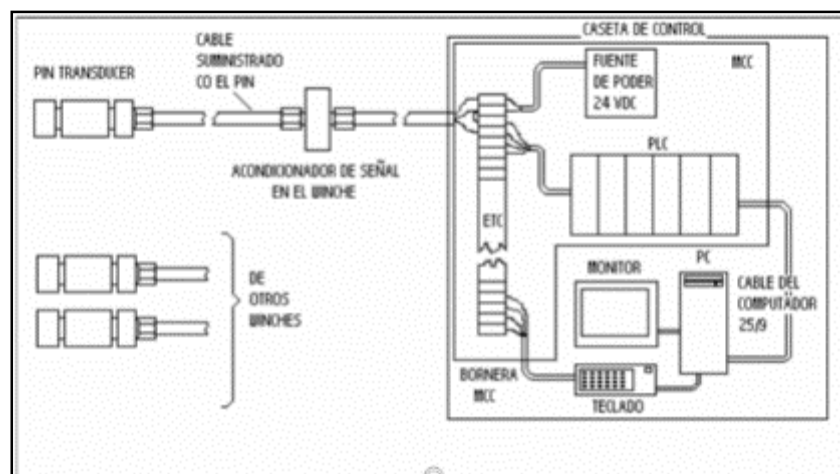 PIN TRANSDUCER
CABLE
SUMINISTRADO
CO EL PIN
ACONDICIONADOR DE SEÑAL
EN EL WINCHE
DE
OTROS
WINCHES
CASETA DE CONTROL
FUENTE
DE PODER
24 VDC
MCC
PLC
ETC
MONITOR
PC
CABLE DEL
COMPUTADOR
25/9
BORNERA
MCC
TECLADO